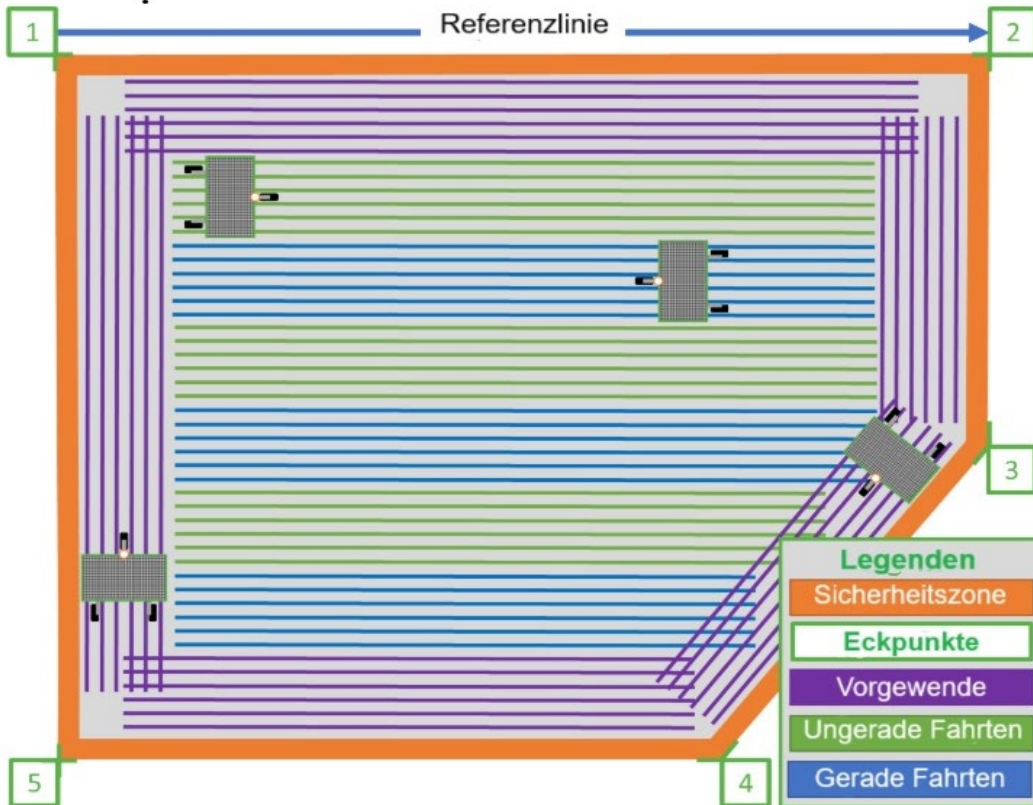 1
Referenzlinie
2
3
Legenden
Sicherheitszone
Eckpunkte
Vorgewende
Ungerade Fahrten
Gerade Fahrten
5
4